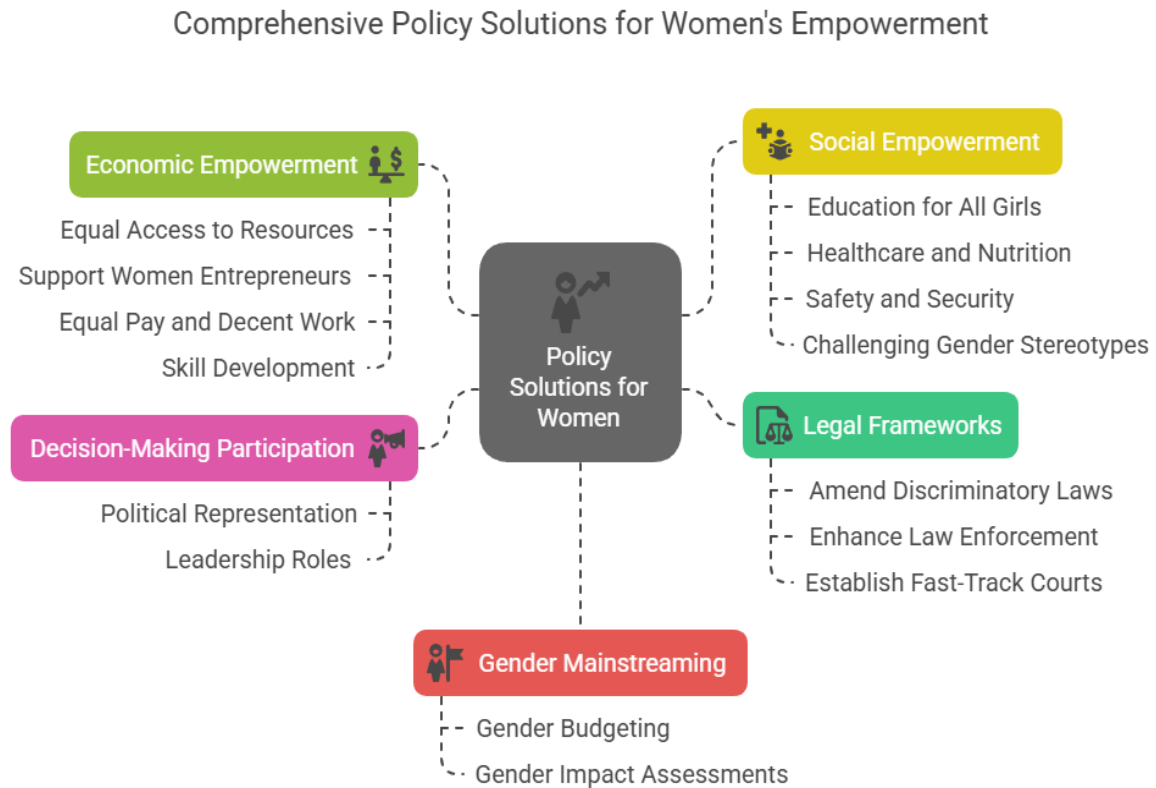 Comprehensive Policy Solutions for Women's Empowerment
Economic Empowerment
Equal Access to Resources
Support Women Entrepreneurs
Equal Pay and Decent Work
Skill Development
Decision-Making Participation
Political Representation
Leadership Roles
Policy
Solutions for
Women
Social Empowerment
Education for All Girls
Healthcare and Nutrition
Safety and Security
Challenging Gender Stereotypes
Legal Frameworks
Amend Discriminatory Laws
Enhance Law Enforcement
Establish Fast-Track Courts
Gender Mainstreaming
Gender Budgeting
Gender Impact Assessments